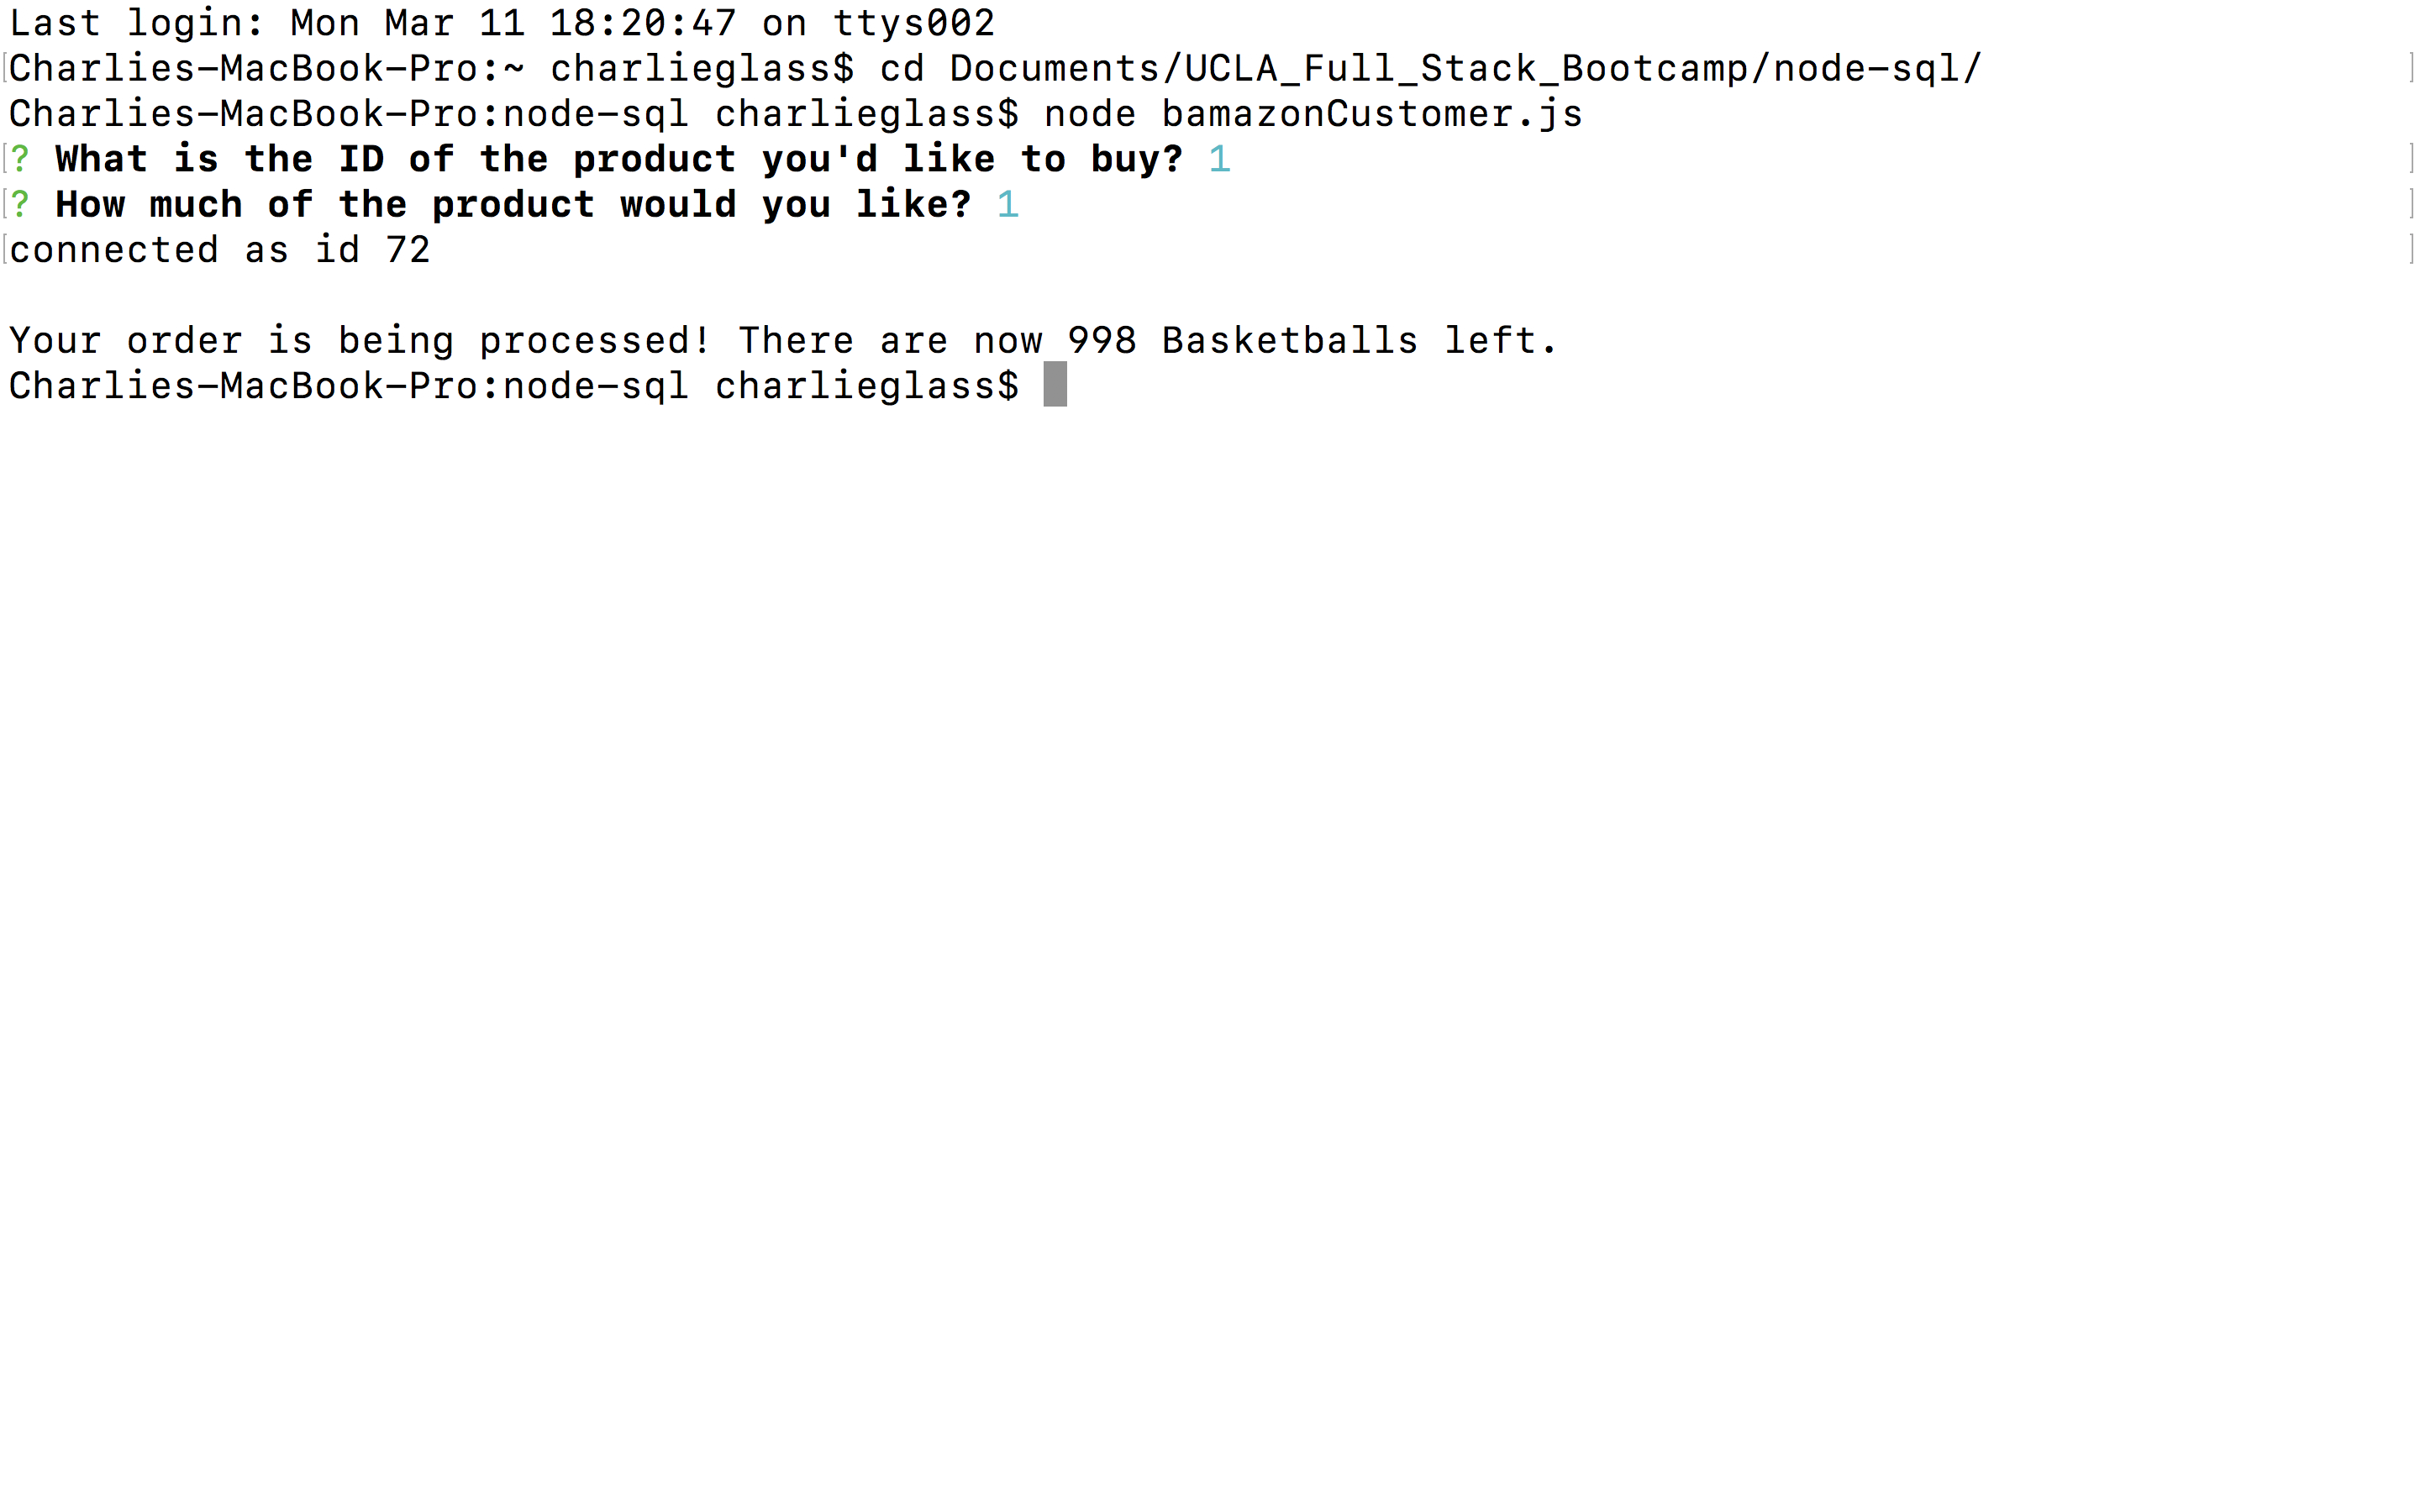 Last login: Mon Mar 11 18:20:47 on ttys002
[Charlies-MacBook-Pro:~ charlieglass$ cd Documents/UCLA_Full_Stack_Bootcamp/node-sql/ ]
Charlies-MacBook-Pro:node-sql charlieglass$ node bamazonCustomer.js
[? What is the ID of the product you'd like to buy? 1 ]
[? How much of the product would you like? 1 ]
[connected as id 72 ]
Your order is being processed! There are now 998 Basketballs left.
Charlies-MacBook-Pro:node-sql charlieglass$